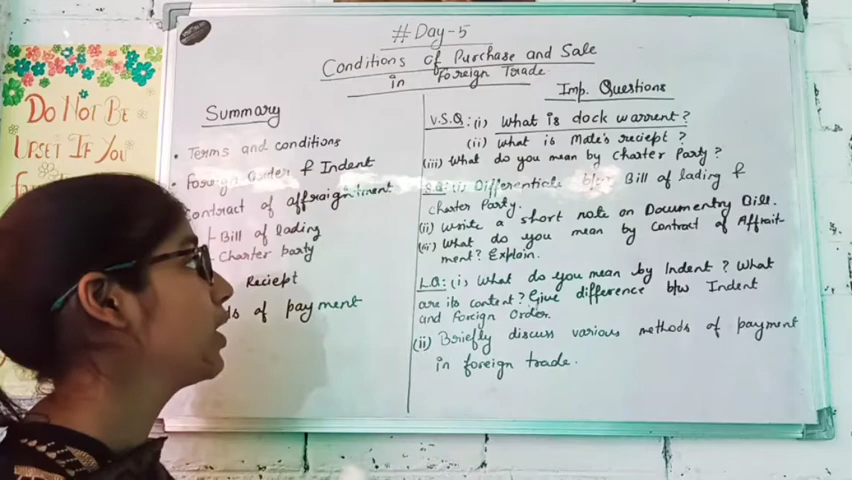 # Day-5
Conditions of Purchase and Sale
in Foreign Trade
Do Not Be
Upset If You
Summary
• Terms and conditions
• Foreign Order & Indent
Contract of affraightment
Bill of lading
Charter party
Reciept
of payment
Imp. Questions
V.S.Q:(i) What is dock warrent?
(ii) What is Mate's reciept?
(iii) What do you mean by Charter Party?
S.Q:(i) Differentiate b/w Bill of lading &
Charter Party.
(ii) Write a short note on Documentry Bill.
(iii) What do you mean by Contract of Affrait-
ment? Explain.
L.Q:(i) What do you mean by Indent? What
are its content? Give difference b/w Indent
and Foreign Order.
(ii) Briefly discuss various methods of payment
in foreign trade.